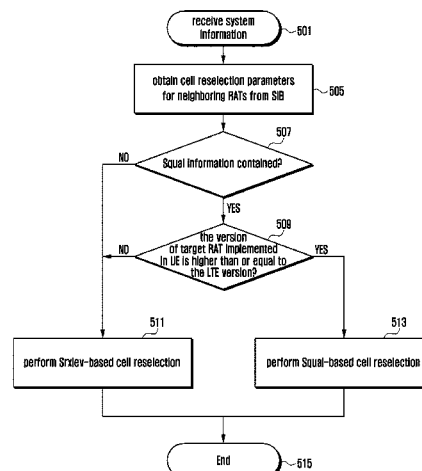 receive system
information
501
obtain cell reselection parameters
for neighboring RATs from SIB
505
507
NO
Squal information contained?
YES
509
the version
of target RAT implemented
in UE is higher than or equal to
the LTE version?
NO
YES
511
perform Srxlev-based cell reselection
513
perform Squal-based cell reselection
End
515